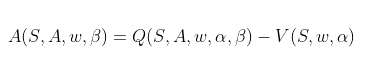 A(S, A, w, β) = Q(S, A, w, α, β) − V(S, w, α)